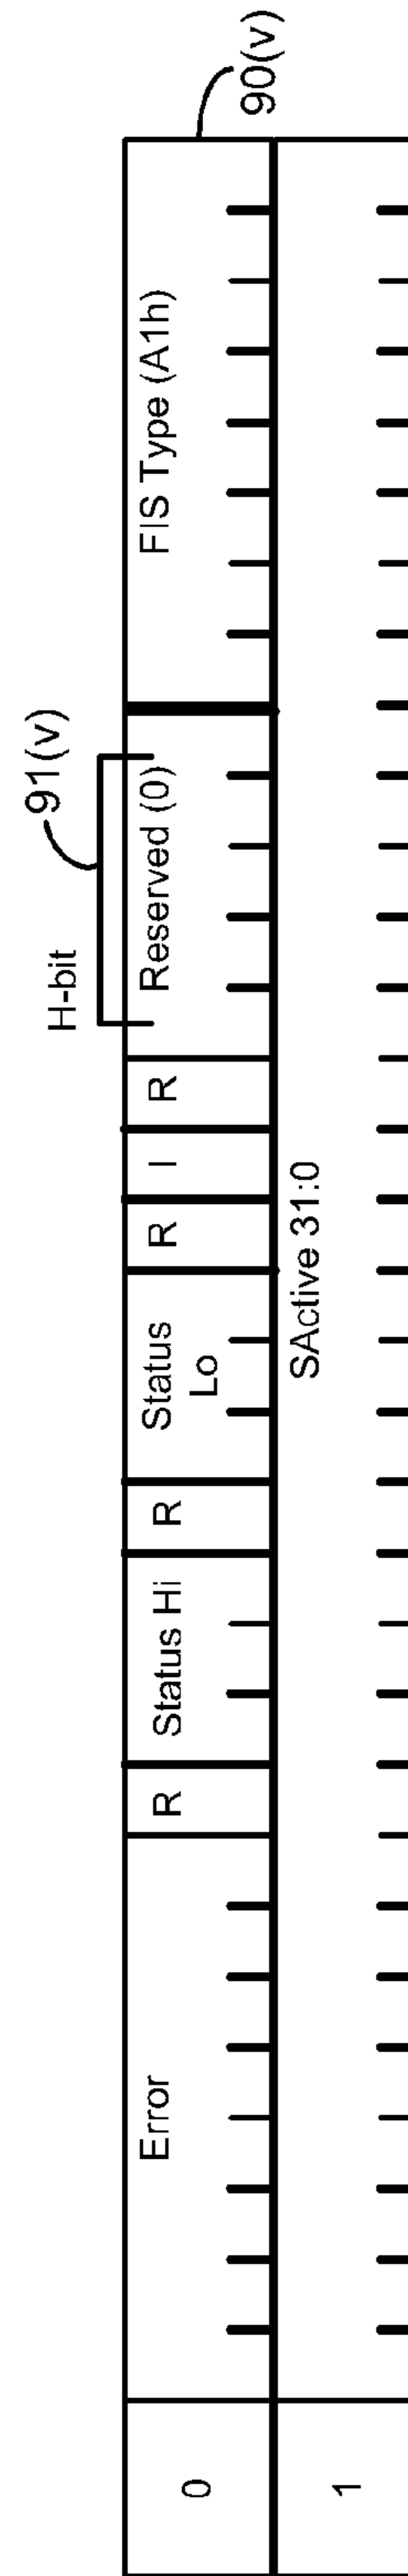 H-bit
91(v)
90(v)
0
Error
R
Status Hi
R
Status
Lo
R
I
R
Reserved (0)
FIS Type (A1h)
1
SActive 31:0